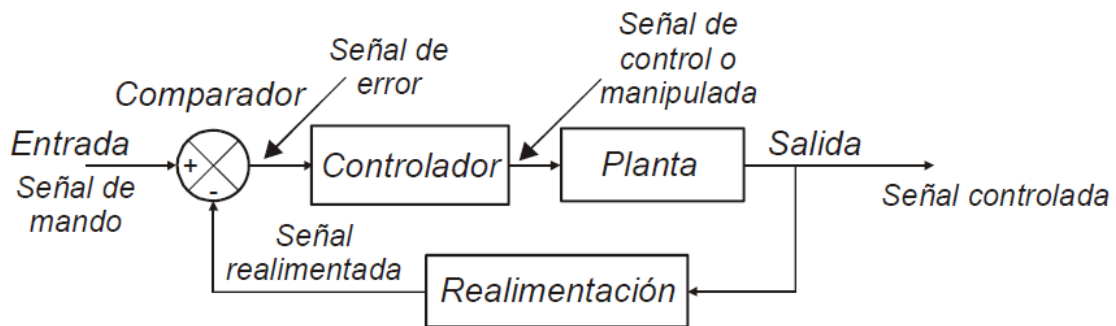 Señal de
error
Señal de
control o
manipulada
Comparador
Entrada
+
-
Señal de
mando
Controlador
Planta
Salida
Señal controlada
Señal
realimentada
Realimentación